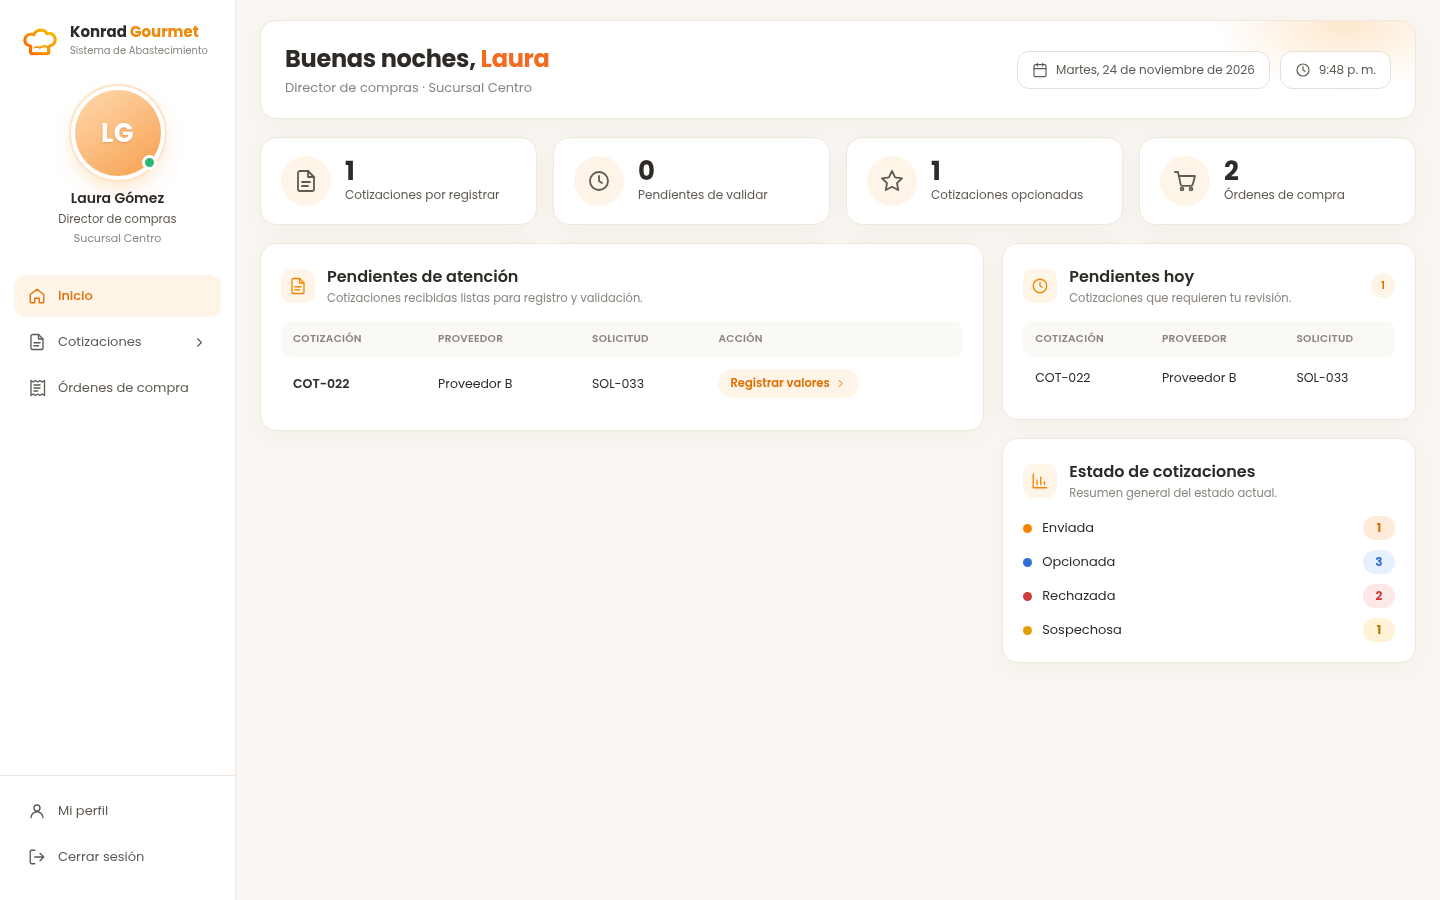 Konrad Gourmet
Sistema de Abastecimiento
LG
Laura Gómez
Director de compras
Sucursal Centro
Inicio
Cotizaciones
Órdenes de compra
Mi perfil
Cerrar sesión
Buenas noches, Laura
Director de compras · Sucursal Centro
Martes, 24 de noviembre de 2026
9:48 p. m.
1
Cotizaciones por registrar
0
Pendientes de validar
1
Cotizaciones opcionadas
2
Órdenes de compra
Pendientes de atención
Cotizaciones recibidas listas para registro y validación.
COTIZACIÓN PROVEEDOR SOLICITUD ACCIÓN
COT-022 Proveedor B SOL-033 Registrar valores
Pendientes hoy
Cotizaciones que requieren tu revisión.
1
COTIZACIÓN PROVEEDOR SOLICITUD
COT-022 Proveedor B SOL-033
Estado de cotizaciones
Resumen general del estado actual.
Enviada 1
Opcionada 3
Rechazada 2
Sospechosa 1